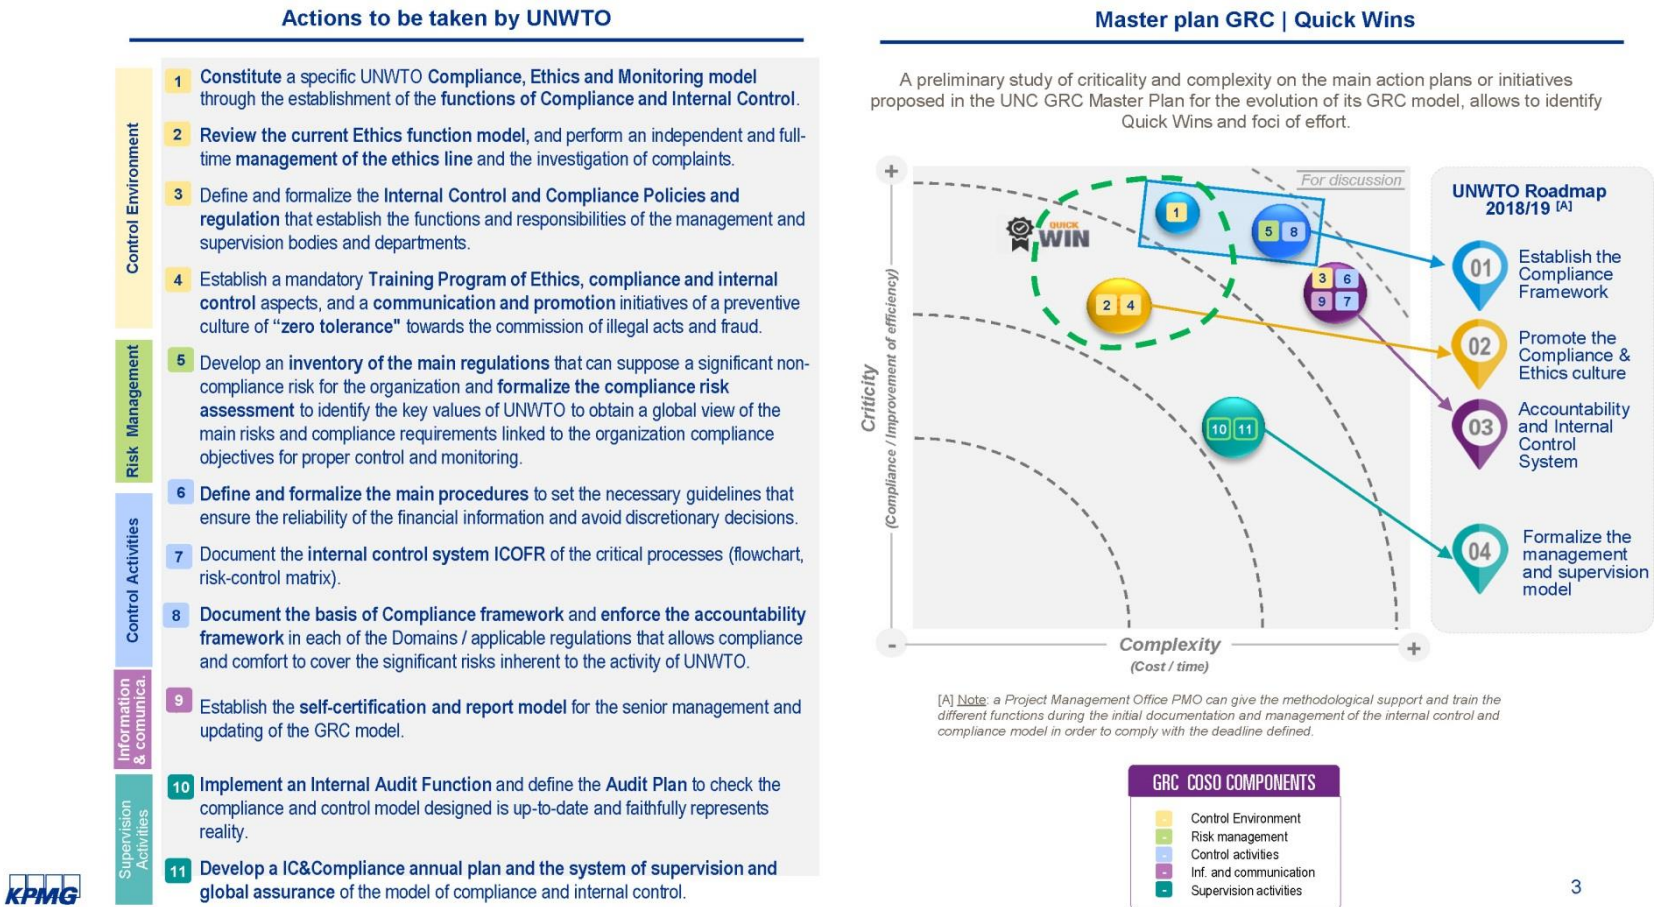 Actions to be taken by UNWTO
Control Environment
1 Constitute a specific UNWTO Compliance, Ethics and Monitoring model
through the establishment of the functions of Compliance and Internal Control.
2 Review the current Ethics function model, and perform an independent and full-
time management of the ethics line and the investigation of complaints.
3 Define and formalize the Internal Control and Compliance Policies and
regulation that establish the functions and responsibilities of the management and
supervision bodies and departments.
4 Establish a mandatory Training Program of Ethics, compliance and internal
control aspects, and a communication and promotion initiatives of a preventive
culture of “zero tolerance" towards the commission of illegal acts and fraud.
Risk Management
5 Develop an inventory of the main regulations that can suppose a significant non-
compliance risk for the organization and formalize the compliance risk
assessment to identify the key values of UNWTO to obtain a global view of the
main risks and compliance requirements linked to the organization compliance
objectives for proper control and monitoring.
Control Activities
6 Define and formalize the main procedures to set the necessary guidelines that
ensure the reliability of the financial information and avoid discretionary decisions.
7 Document the internal control system ICOFR of the critical processes (flowchart,
risk-control matrix).
8 Document the basis of Compliance framework and enforce the accountability
framework in each of the Domains / applicable regulations that allows compliance
and comfort to cover the significant risks inherent to the activity of UNWTO.
Information
& comunica.
9 Establish the self-certification and report model for the senior management and
updating of the GRC model.
Supervision
Activities
10 Implement an Internal Audit Function and define the Audit Plan to check the
compliance and control model designed is up-to-date and faithfully represents
reality.
11 Develop a IC&Compliance annual plan and the system of supervision and
global assurance of the model of compliance and internal control.
KPMG
Master plan GRC | Quick Wins
A preliminary study of criticality and complexity on the main action plans or initiatives
proposed in the UNC GRC Master Plan for the evolution of its GRC model, allows to identify
Quick Wins and foci of effort.
+
For discussion
QUICK
WIN
1
5 8
3 6
9 7
2 4
10 11
Criticity
(Compliance / Improvement of efficiency)
-
Complexity
(Cost / time)
+
UNWTO Roadmap
2018/19 [A]
01
Establish the
Compliance
Framework
02
Promote the
Compliance &
Ethics culture
03
Accountability
and Internal
Control
System
04
Formalize the
management
and supervision
model
[A] Note: a Project Management Office PMO can give the methodological support and train the
different functions during the initial documentation and management of the internal control and
compliance model in order to comply with the deadline defined.
GRC COSO COMPONENTS
- Control Environment
- Risk management
- Control activities
- Inf. and communication
- Supervision activities
3